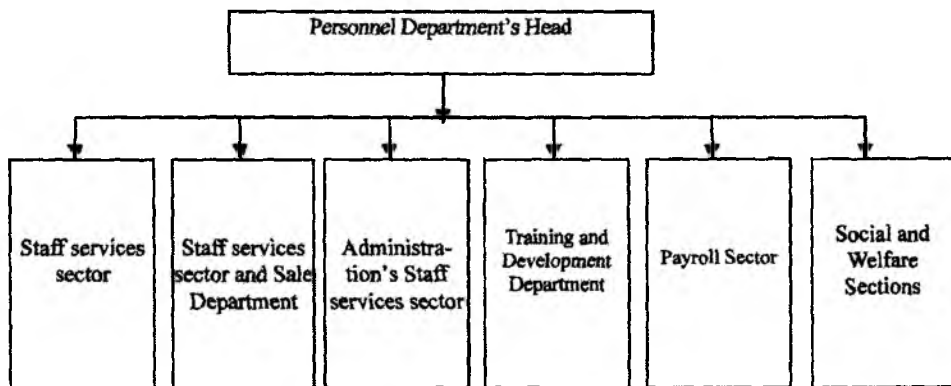 Personnel Department's Head
Staff services
sector
Staff services
sector and Sale
Department
Administra-
tion's Staff
services sector
Training and
Development
Department
Payroll Sector
Social and
Welfare
Sections